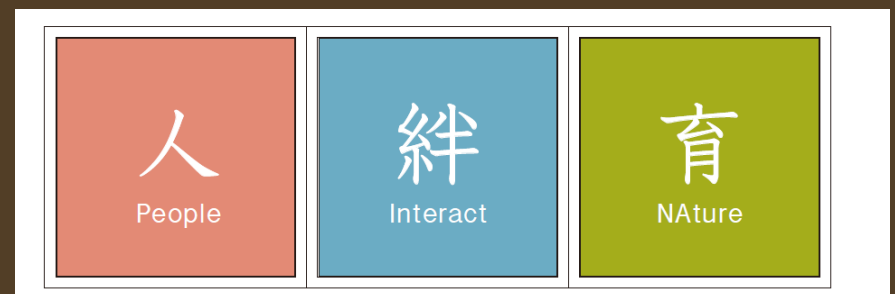 人
People
絆
Interact
育
NAture